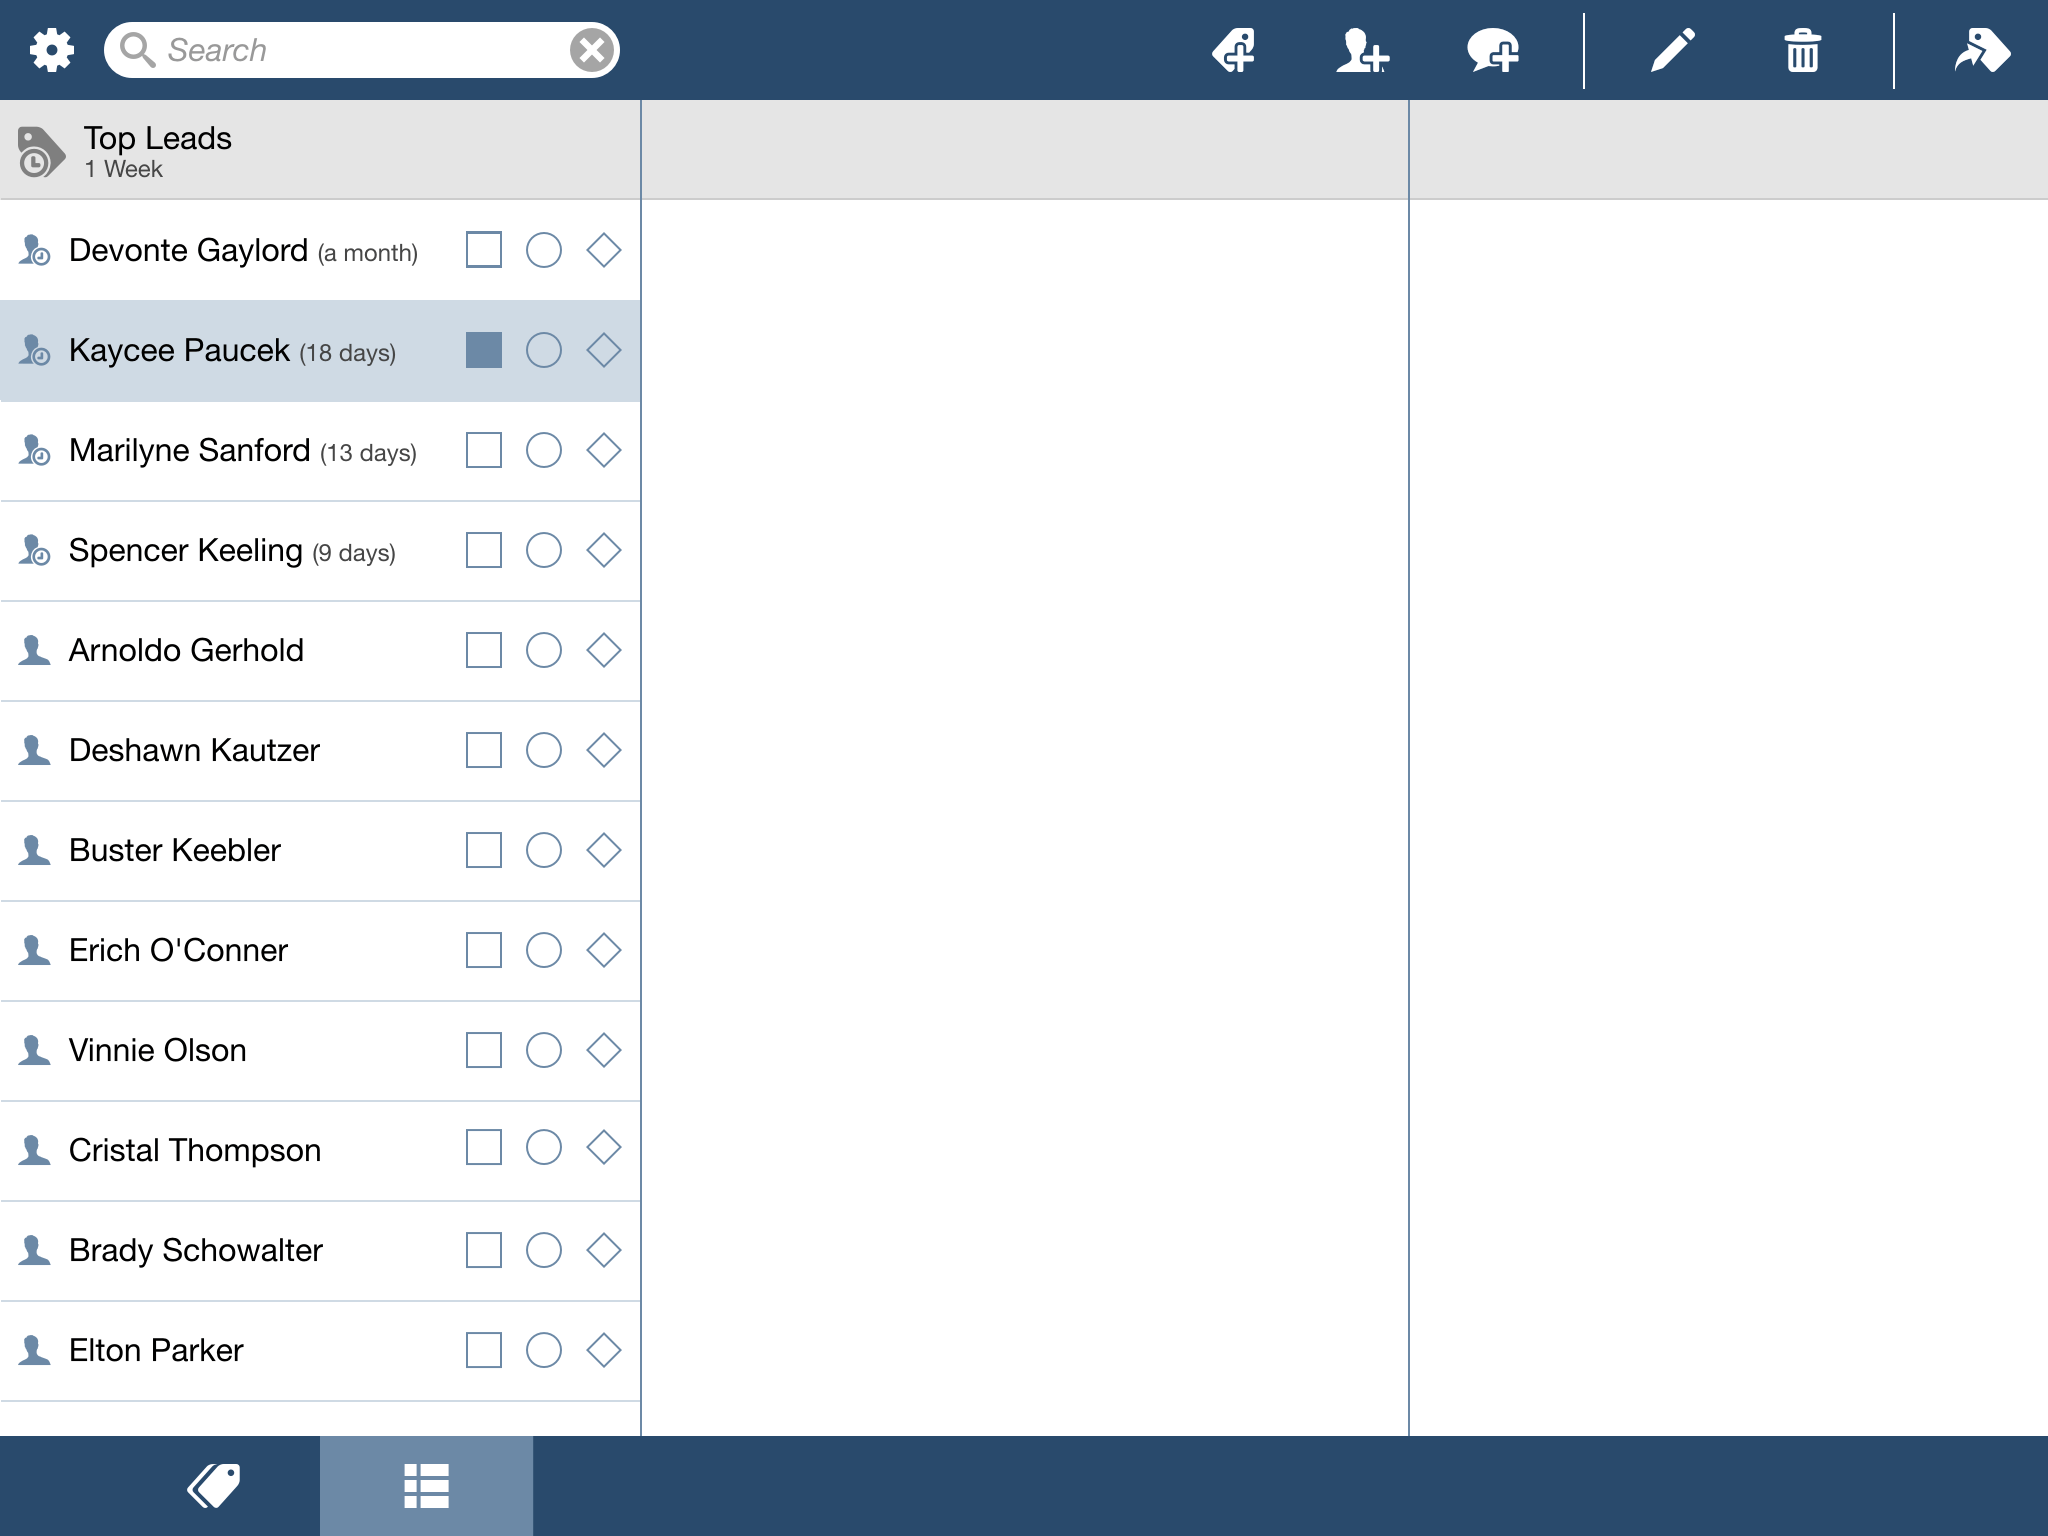 Search
Top Leads
1 Week
Devonte Gaylord (a month)
Kaycee Paucek (18 days)
Marilyne Sanford (13 days)
Spencer Keeling (9 days)
Arnoldo Gerhold
Deshawn Kautzer
Buster Keebler
Erich O'Conner
Vinnie Olson
Cristal Thompson
Brady Schowalter
Elton Parker